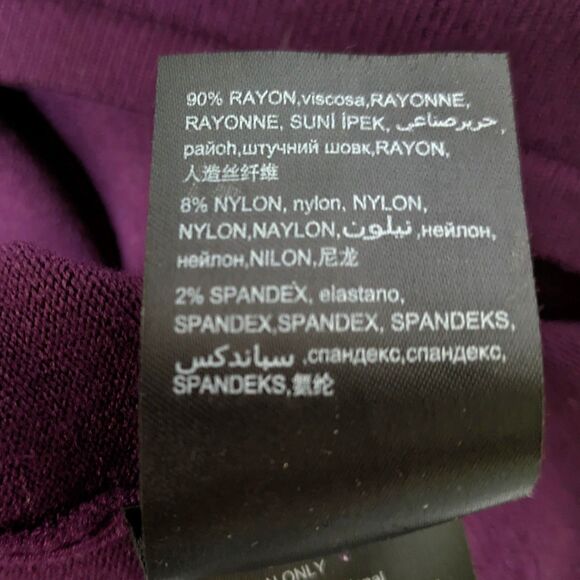 90% RAYON,viscosa,RAYONNE,
RAYONNE, SUNİ İPEK, حرير صناعي,
район,штучний шовк,RAYON,
人造丝纤维
8% NYLON, nylon, NYLON,
NYLON,NAYLON, نيلون ,нейлон,
нейлон,NILON,尼龙
2% SPANDEX, elastano,
SPANDEX,SPANDEX, SPANDEKS,
سباندكس ,спандекс,спандекс,
SPANDEKS,氨纶
ONLY